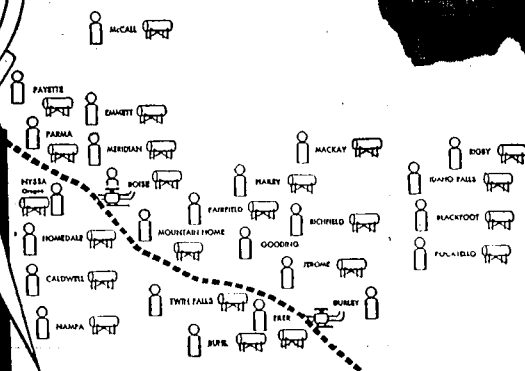 McCALL
PAYETTE
EMMETT
PARMA
MERIDIAN
MACKAY
RIGBY
NYSSA
Oregon
BOISE
HAILEY
IDAHO FALLS
FAIRFIELD
RICHFIELD
BLACKFOOT
HOMEDALE
MOUNTAIN HOME
GOODING
POCATELLO
JEROME
CALDWELL
TWIN FALLS
BURLEY
NAMPA
FILER
BUHL